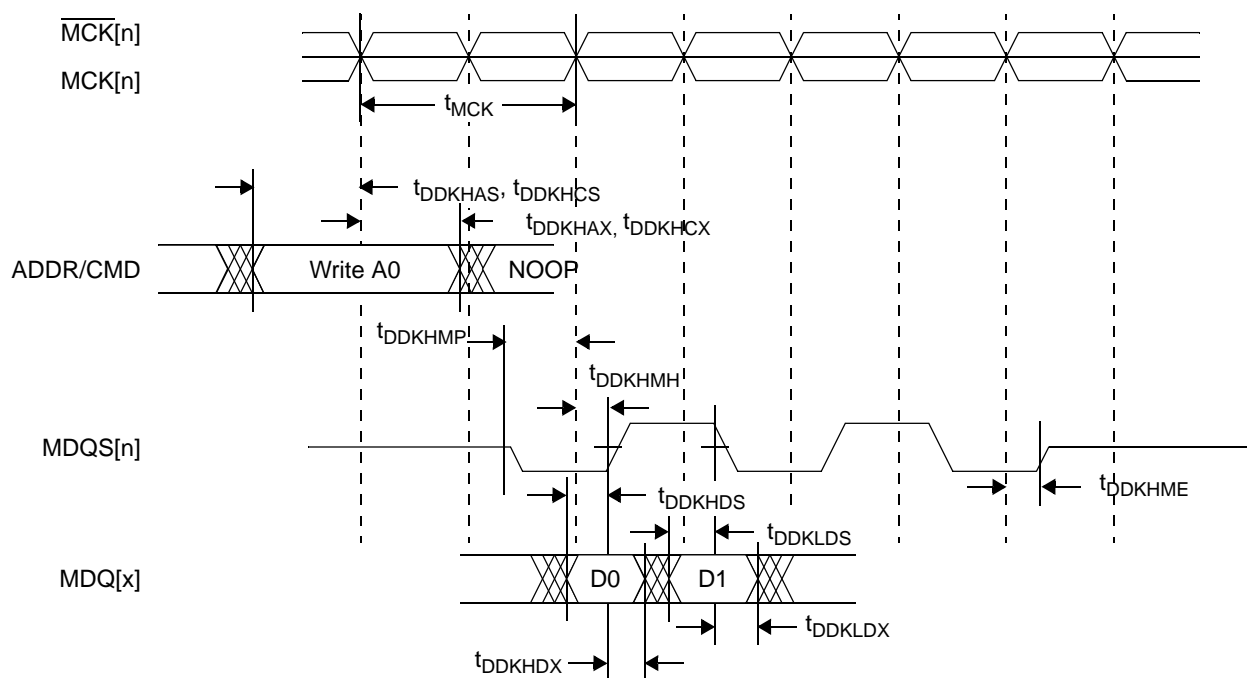 MCK[n]
MCK[n]
tMCK
tDDKHAS, tDDKHCS
tDDKHAX, tDDKHCX
ADDR/CMD Write A0 NOOP
tDDKHMP
tDDKHMH
MDQS[n]
tDDKHME
tDDKHDS
tDDKLDS
MDQ[x] D0 D1
tDDKLDX
tDDKHDX